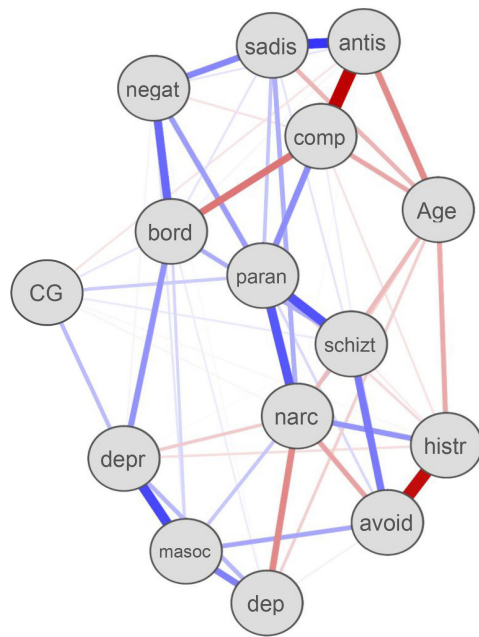 sadis
antis
negat
comp
Age
bord
paran
CG
schizt
narc
histr
depr
avoid
masoc
dep